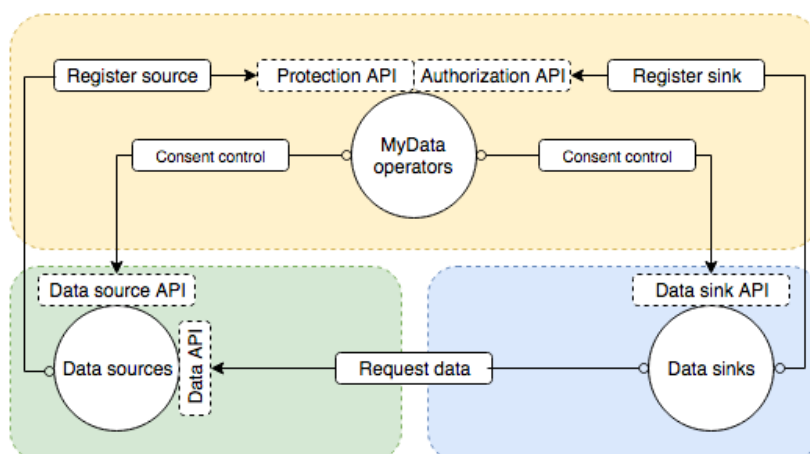 Register source
Protection API
Authorization API
Register sink
Consent control
MyData
operators
Consent control
Data source API
Data sink API
Data sources
Data API
Request data
Data sinks